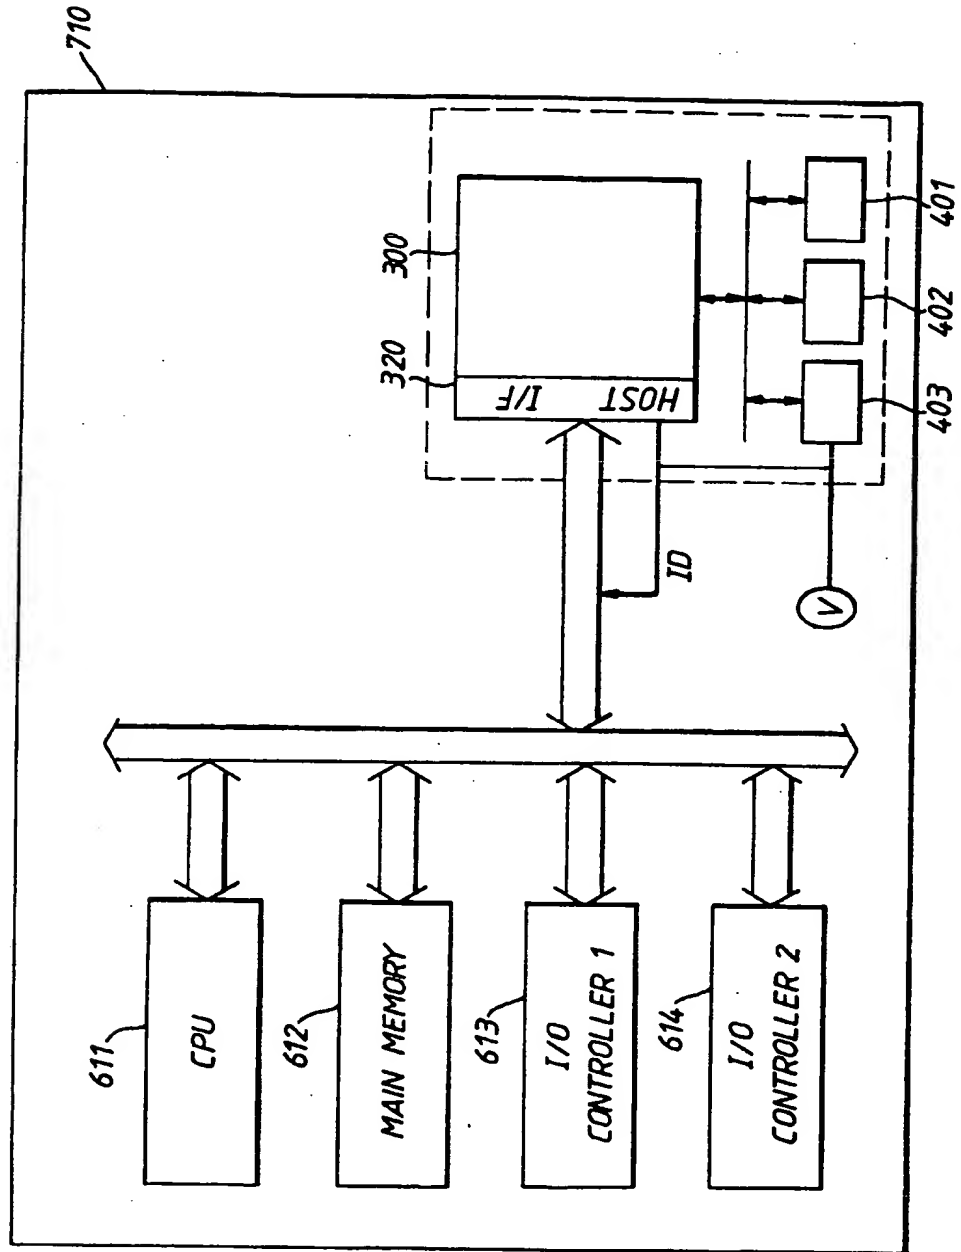 710
611
CPU
612
MAIN MEMORY
613
I/O
CONTROLLER 1
614
I/O
CONTROLLER 2
320
300
HOST I/F
ID
V
403
402
401